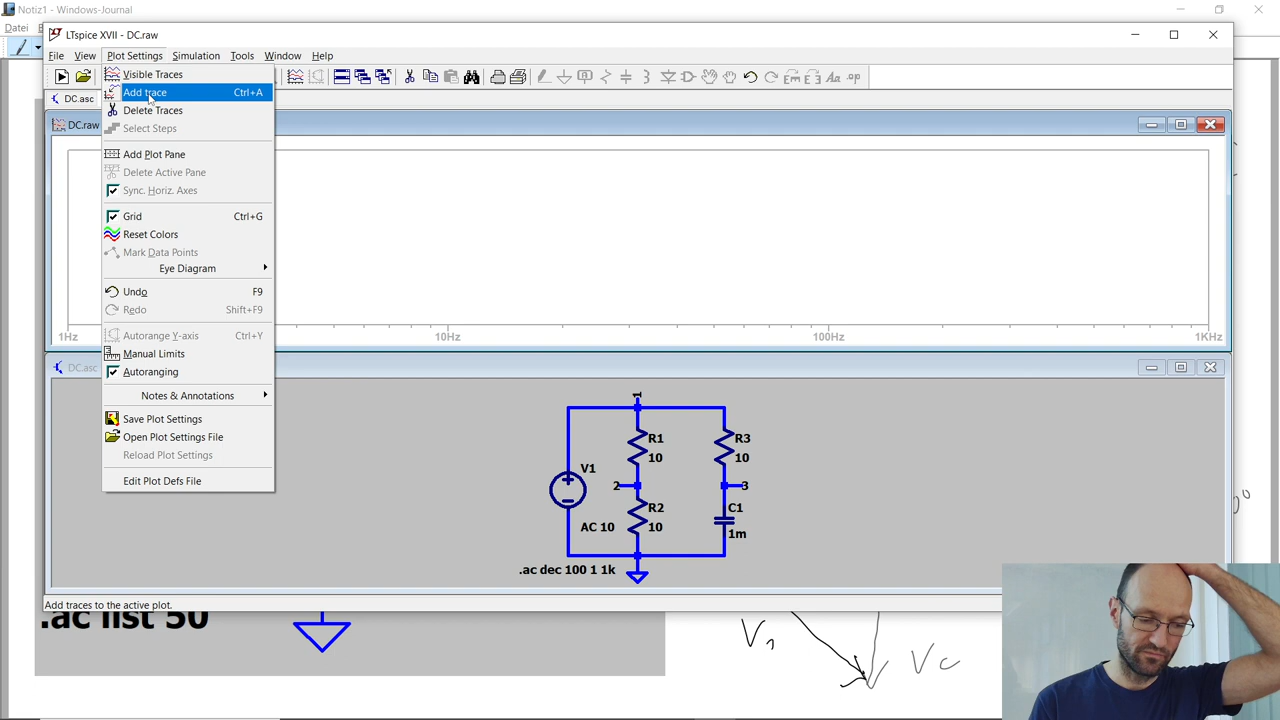 Notiz1 - Windows-Journal
Datei
LTspice XVII - DC.raw
File View Plot Settings Simulation Tools Window Help
DC.asc
DC.raw
Visible Traces
Add trace Ctrl+A
Delete Traces
Select Steps
Add Plot Pane
Delete Active Pane
Sync. Horiz. Axes
Grid Ctrl+G
Reset Colors
Mark Data Points
Eye Diagram
Undo F9
Redo Shift+F9
Autorange Y-axis Ctrl+Y
Manual Limits
Autoranging
Notes & Annotations
Save Plot Settings
Open Plot Settings File
Reload Plot Settings
Edit Plot Defs File
1Hz 10Hz 100Hz 1KHz
DC.asc
1
R1
10
R3
10
V1
2
3
R2
10
C1
1m
AC 10
.ac dec 100 1 1k
Add traces to the active plot.
.ac list 50
Vc